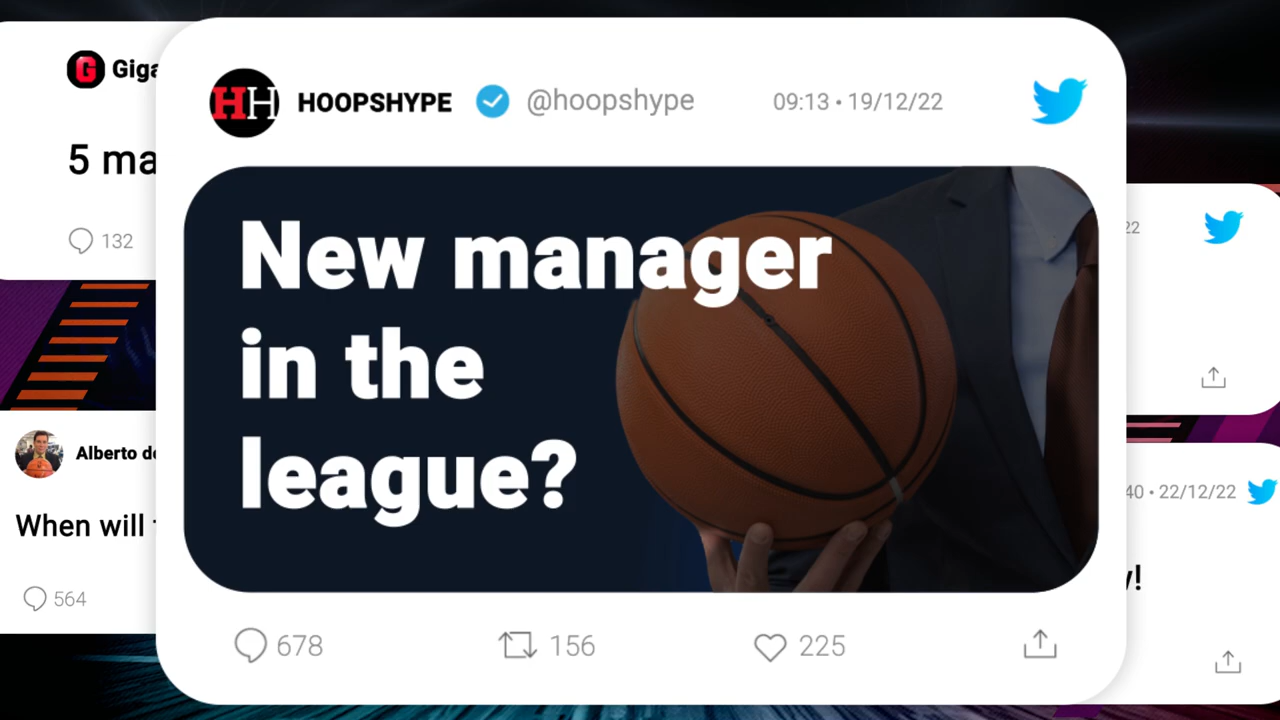 Giga
5 ma
132
HH HOOPSHYPE @hoopshype 09:13 • 19/12/22
New manager
in the
league?
678 156 225
Alberto de
When will
564
22
40 • 22/12/22
y!